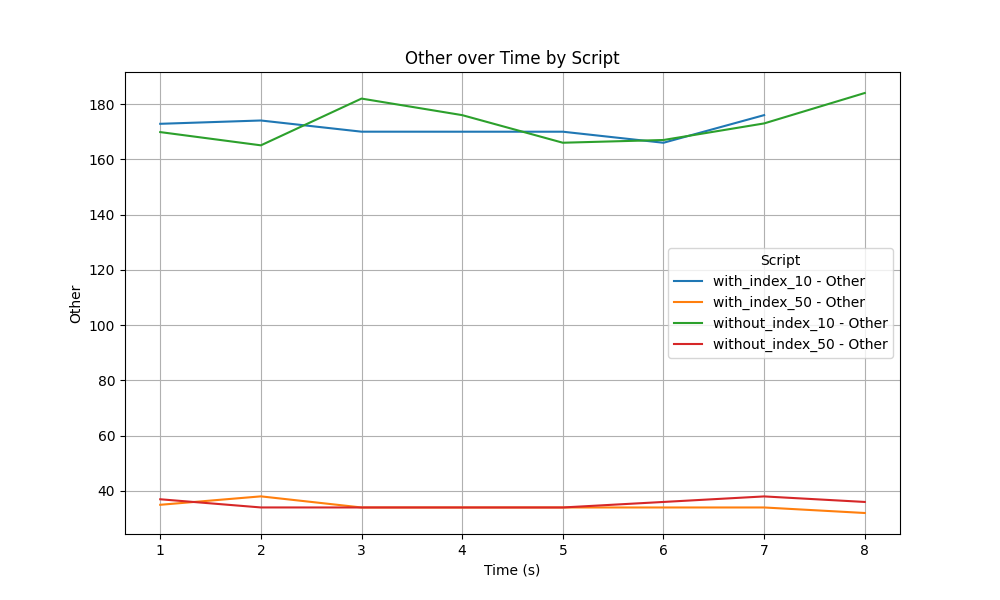 Other over Time by Script
Other
180
160
140
120
100
80
60
40
Script
with_index_10 - Other
with_index_50 - Other
without_index_10 - Other
without_index_50 - Other
1 2 3 4 5 6 7 8
Time (s)